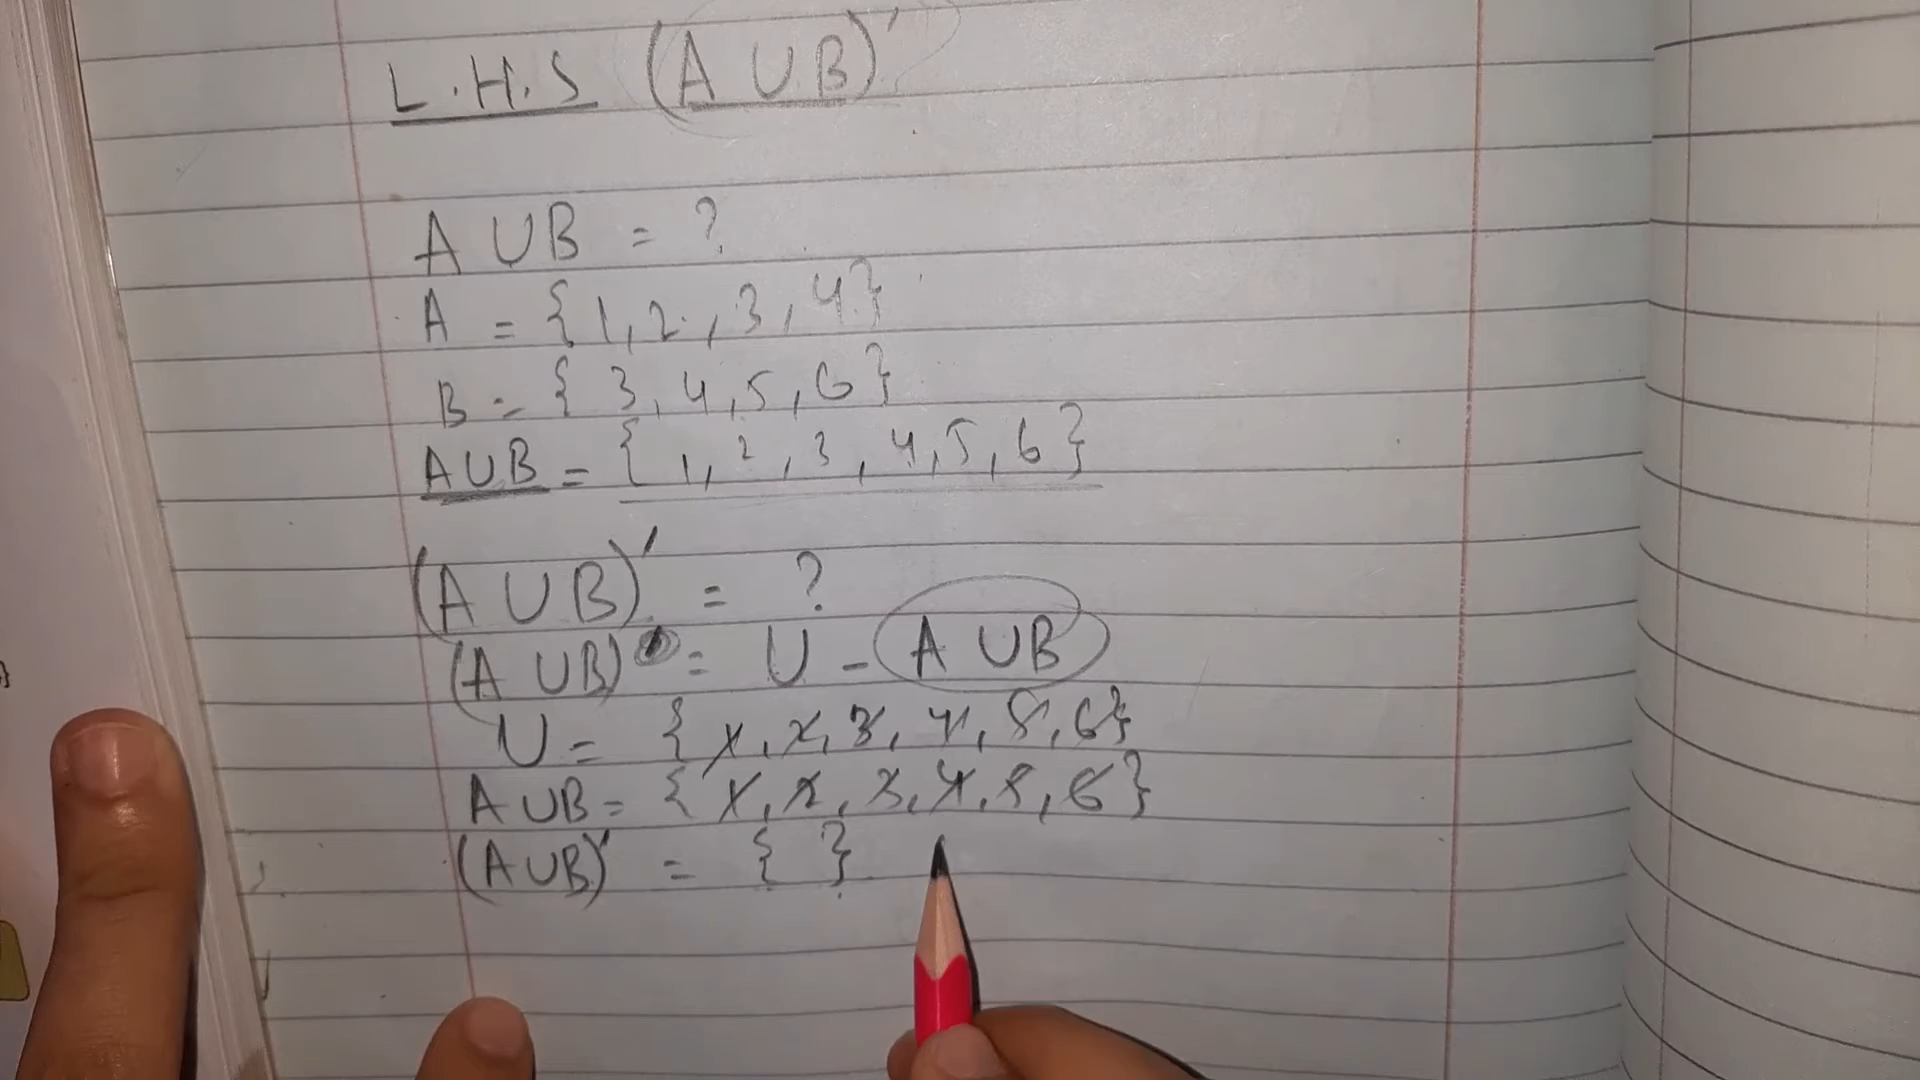 L.H.S (A ∪ B)'
A ∪ B = ?
A = {1, 2, 3, 4}
B = {3, 4, 5, 6}
A∪B = {1, 2, 3, 4, 5, 6}
(A ∪ B)' = ?
(A ∪ B)' = U - A ∪ B
U = {1, 2, 3, 4, 5, 6}
A ∪ B = {1, 2, 3, 4, 5, 6}
(A ∪ B)' = { }